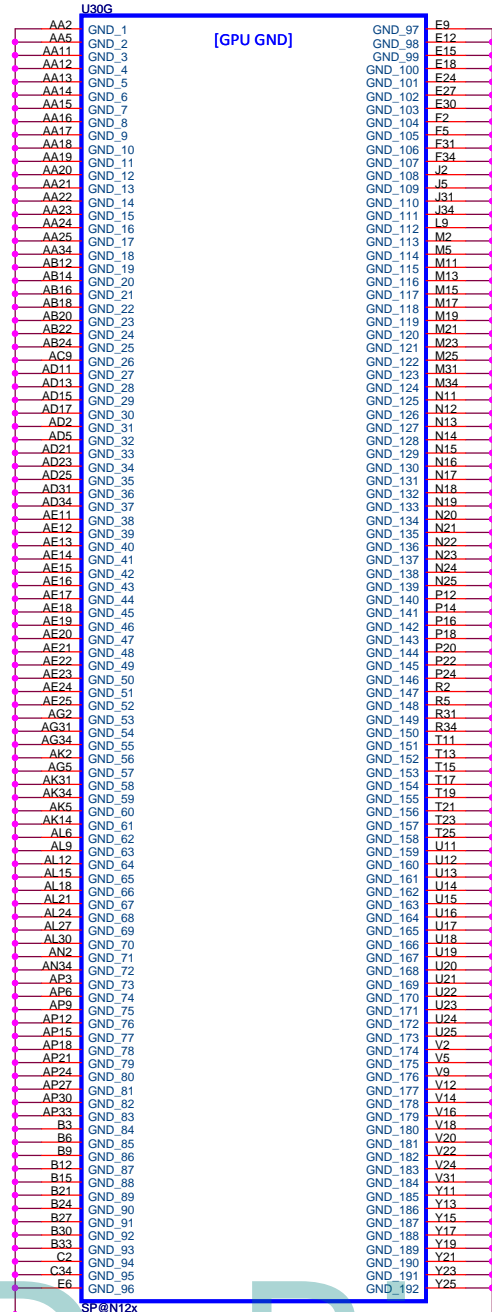 U30G
[GPU GND]
AA2 GND_1 GND_97 E9
AA5 GND_2 GND_98 E12
AA11 GND_3 GND_99 E15
AA12 GND_4 GND_100 E18
AA13 GND_5 GND_101 E24
AA14 GND_6 GND_102 E27
AA15 GND_7 GND_103 E30
AA16 GND_8 GND_104 F2
AA17 GND_9 GND_105 F5
AA18 GND_10 GND_106 F31
AA19 GND_11 GND_107 F34
AA20 GND_12 GND_108 J2
AA21 GND_13 GND_109 J5
AA22 GND_14 GND_110 J31
AA23 GND_15 GND_111 J34
AA24 GND_16 GND_112 L9
AA25 GND_17 GND_113 M2
AA34 GND_18 GND_114 M5
AB12 GND_19 GND_115 M11
AB14 GND_20 GND_116 M13
AB16 GND_21 GND_117 M15
AB18 GND_22 GND_118 M17
AB20 GND_23 GND_119 M19
AB22 GND_24 GND_120 M21
AB24 GND_25 GND_121 M23
AC9 GND_26 GND_122 M25
AD11 GND_27 GND_123 M31
AD13 GND_28 GND_124 M34
AD15 GND_29 GND_125 N11
AD17 GND_30 GND_126 N12
AD2 GND_31 GND_127 N13
AD5 GND_32 GND_128 N14
AD21 GND_33 GND_129 N15
AD23 GND_34 GND_130 N16
AD25 GND_35 GND_131 N17
AD31 GND_36 GND_132 N18
AD34 GND_37 GND_133 N19
AE11 GND_38 GND_134 N20
AE12 GND_39 GND_135 N21
AE13 GND_40 GND_136 N22
AE14 GND_41 GND_137 N23
AE15 GND_42 GND_138 N24
AE16 GND_43 GND_139 N25
AE17 GND_44 GND_140 P12
AE18 GND_45 GND_141 P14
AE19 GND_46 GND_142 P16
AE20 GND_47 GND_143 P18
AE21 GND_48 GND_144 P20
AE22 GND_49 GND_145 P22
AE23 GND_50 GND_146 P24
AE24 GND_51 GND_147 R2
AE25 GND_52 GND_148 R5
AG2 GND_53 GND_149 R31
AG31 GND_54 GND_150 R34
AG34 GND_55 GND_151 T11
AK2 GND_56 GND_152 T13
AG5 GND_57 GND_153 T15
AK31 GND_58 GND_154 T17
AK34 GND_59 GND_155 T19
AK5 GND_60 GND_156 T21
AK14 GND_61 GND_157 T23
AL6 GND_62 GND_158 T25
AL9 GND_63 GND_159 U11
AL12 GND_64 GND_160 U12
AL15 GND_65 GND_161 U13
AL18 GND_66 GND_162 U14
AL21 GND_67 GND_163 U15
AL24 GND_68 GND_164 U16
AL27 GND_69 GND_165 U17
AL30 GND_70 GND_166 U18
AN2 GND_71 GND_167 U19
AN34 GND_72 GND_168 U20
AP3 GND_73 GND_169 U21
AP6 GND_74 GND_170 U22
AP9 GND_75 GND_171 U23
AP12 GND_76 GND_172 U24
AP15 GND_77 GND_173 U25
AP18 GND_78 GND_174 V2
AP21 GND_79 GND_175 V5
AP24 GND_80 GND_176 V9
AP27 GND_81 GND_177 V12
AP30 GND_82 GND_178 V14
AP33 GND_83 GND_179 V16
B3 GND_84 GND_180 V18
B6 GND_85 GND_181 V20
B9 GND_86 GND_182 V22
B12 GND_87 GND_183 V24
B15 GND_88 GND_184 V31
B21 GND_89 GND_185 Y11
B24 GND_90 GND_186 Y13
B27 GND_91 GND_187 Y15
B30 GND_92 GND_188 Y17
B33 GND_93 GND_189 Y19
C2 GND_94 GND_190 Y21
C34 GND_95 GND_191 Y23
E6 GND_96 GND_192 Y25
SP@N12x